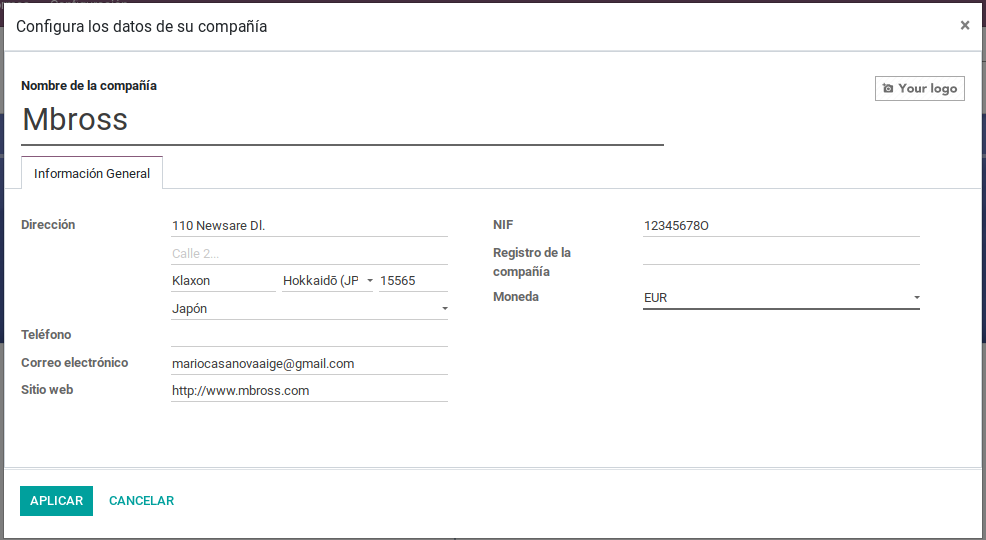 Configura los datos de su compañía ×
Nombre de la compañía
Your logo
Mbross
Información General
Dirección 110 Newsare Dl.
Calle 2...
Klaxon Hokkaidō (JP 15565
Japón
Teléfono
Correo electrónico mariocasanovaaige@gmail.com
Sitio web http://www.mbross.com
NIF 12345678O
Registro de la
compañía
Moneda EUR
APLICAR CANCELAR